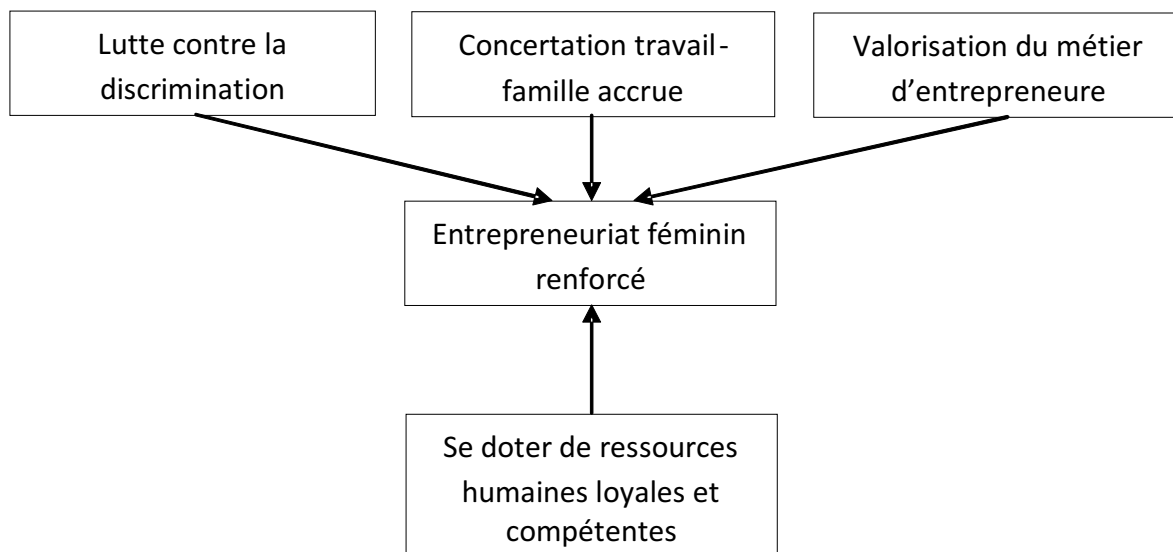 Lutte contre la
discrimination
Concertation travail-
famille accrue
Valorisation du métier
d’entrepreneure
Entrepreneuriat féminin
renforcé
Se doter de ressources
humaines loyales et
compétentes